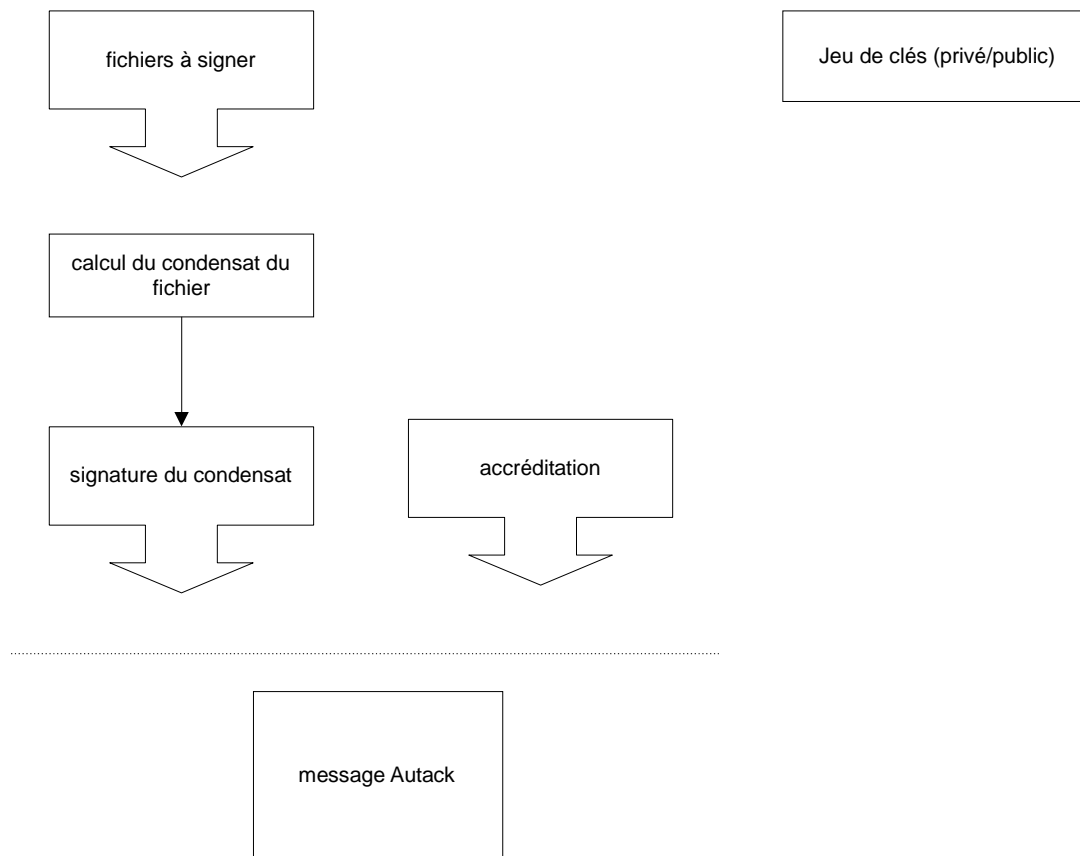 fichiers à signer
Jeu de clés (privé/public)
calcul du condensat du
fichier
signature du condensat
accréditation
message Autack